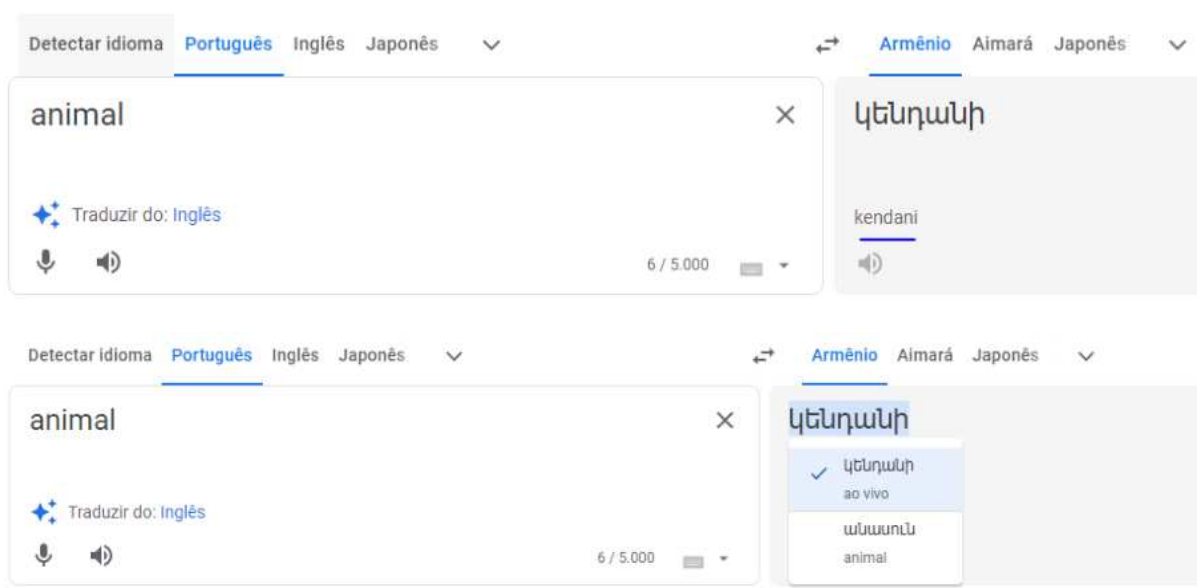 Detectar idioma Português Inglês Japonês Armênio Aimará Japonês
animal կենդանի
Traduzir do: Inglês kendani
6 / 5.000
Detectar idioma Português Inglês Japonês Armênio Aimará Japonês
animal կենդանի
կենդանի
ao vivo
Traduzir do: Inglês
անասուն
6 / 5.000 animal